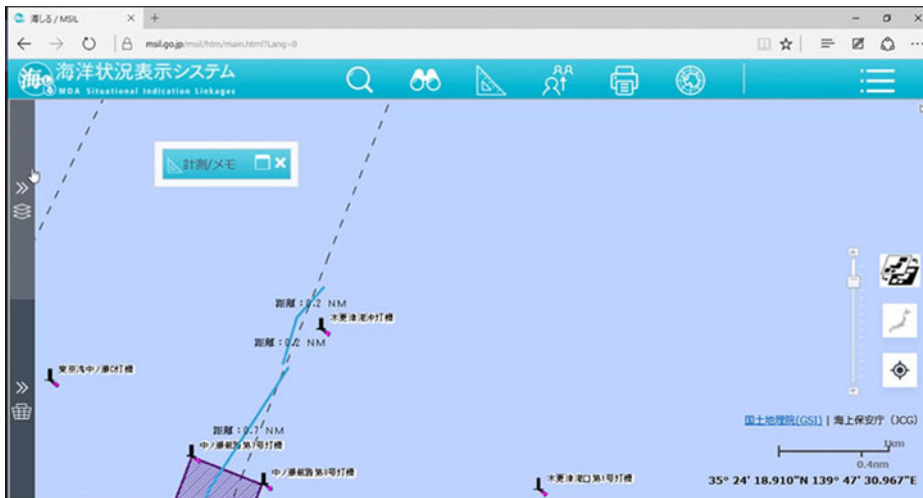 海しる / MSIL
msil.go.jp/msil/htm/main.html?Lang=0
海洋状況表示システム
MDA Situational Indication Linkages
計測/メモ
距離：0.2 NM
木更津港沖灯標
距離：0.2 NM
東京湾中ノ瀬D灯標
距離：0.7 NM
中ノ瀬航路第7号灯標
中ノ瀬航路第8号灯標
木更津港口第1号灯標
国土地理院(GSI) | 海上保安庁 (JCG)
1km
0.4nm
35° 24' 18.910"N 139° 47' 30.967"E